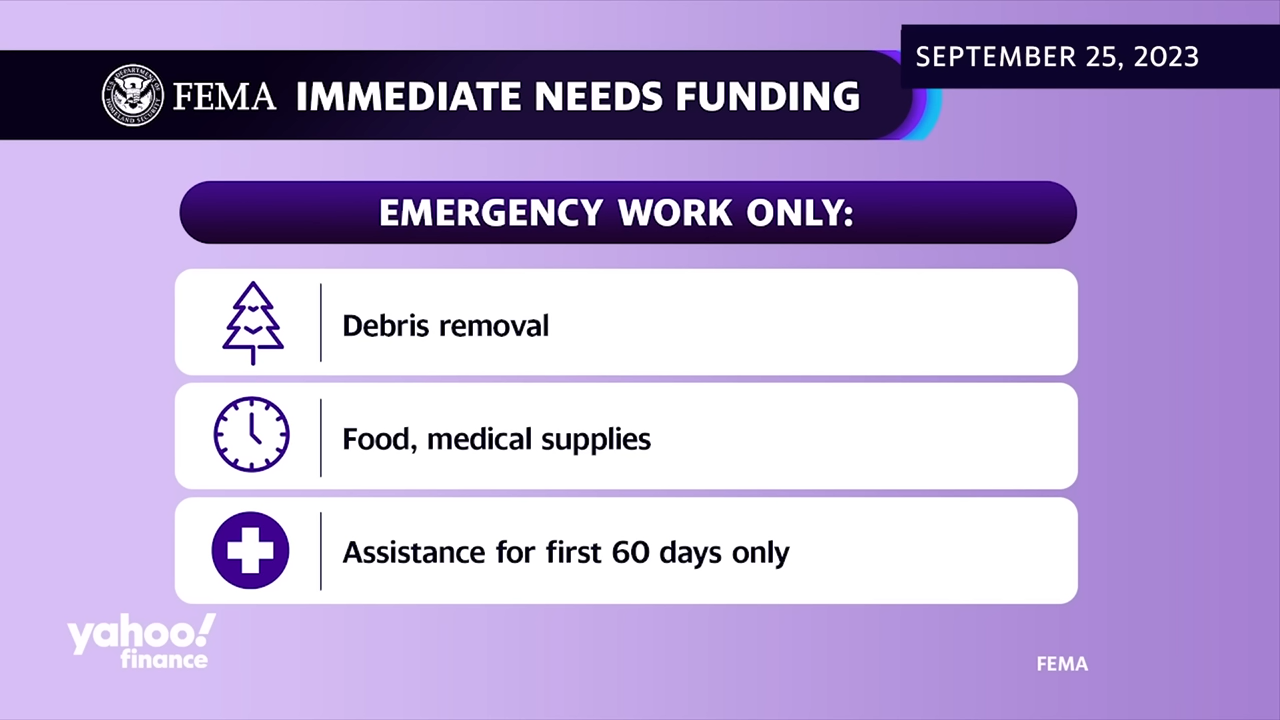 SEPTEMBER 25, 2023
FEMA IMMEDIATE NEEDS FUNDING
EMERGENCY WORK ONLY:
Debris removal
Food, medical supplies
Assistance for first 60 days only
yahoo!
finance
FEMA